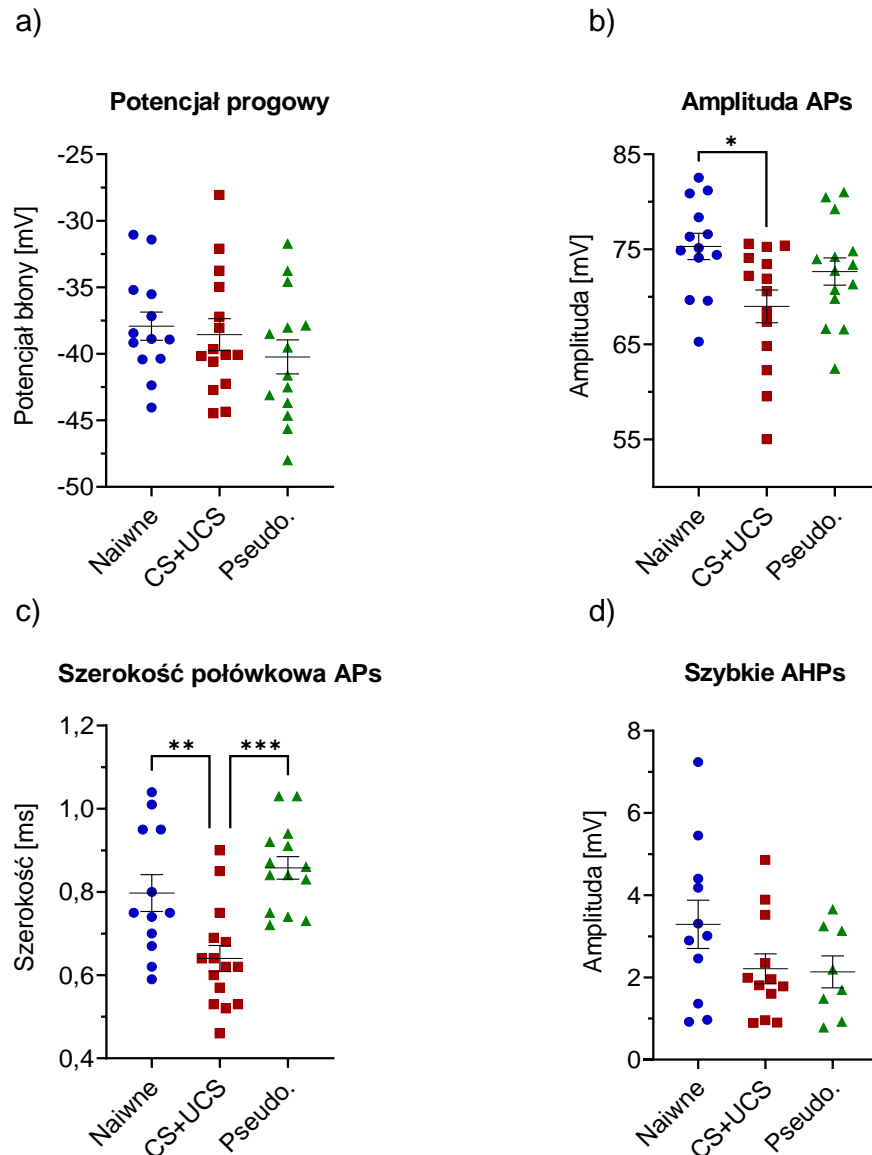 a)
Potencjał progowy
Potencjał błony [mV]
-25
-30
-35
-40
-45
-50
Naiwne
CS+UCS
Pseudo.
b)
Amplituda APs
Amplituda [mV]
85
75
65
55
*
Naiwne
CS+UCS
Pseudo.
c)
Szerokość połówkowa APs
Szerokość [ms]
1,2
1,0
0,8
0,6
0,4
**
***
Naiwne
CS+UCS
Pseudo.
d)
Szybkie AHPs
Amplituda [mV]
8
6
4
2
0
Naiwne
CS+UCS
Pseudo.